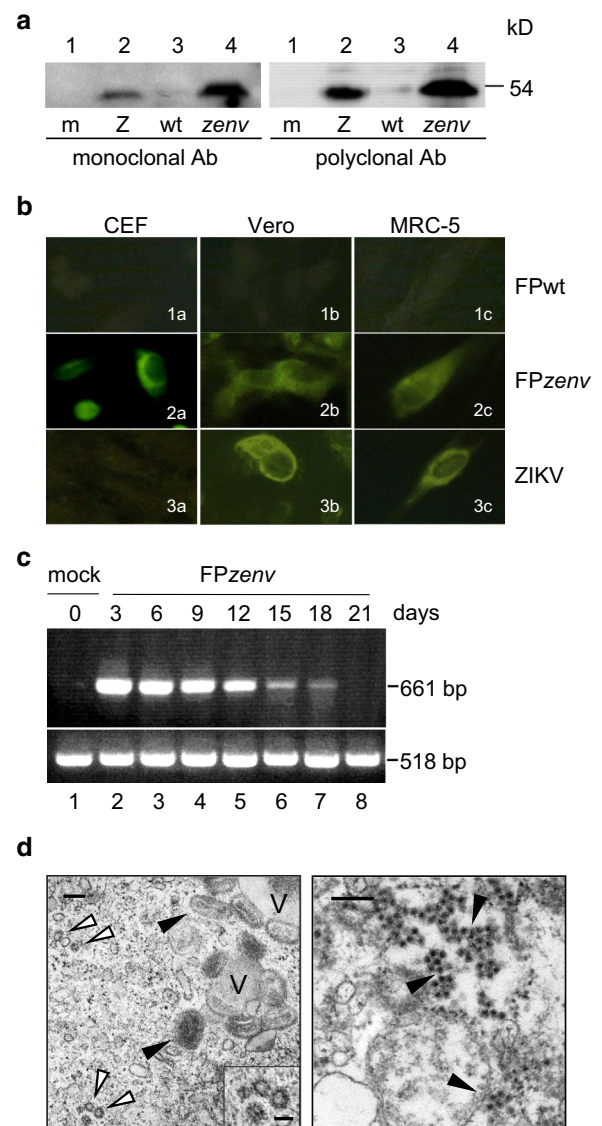 a
kD
1 2 3 4 1 2 3 4
54
m Z wt zenv m Z wt zenv
monoclonal Ab polyclonal Ab
b
CEF Vero MRC-5
1a 1b 1c FPwt
2a 2b 2c FPzenv
3a 3b 3c ZIKV
c
mock FPzenv
0 3 6 9 12 15 18 21 days
661 bp
518 bp
1 2 3 4 5 6 7 8
d
V
V